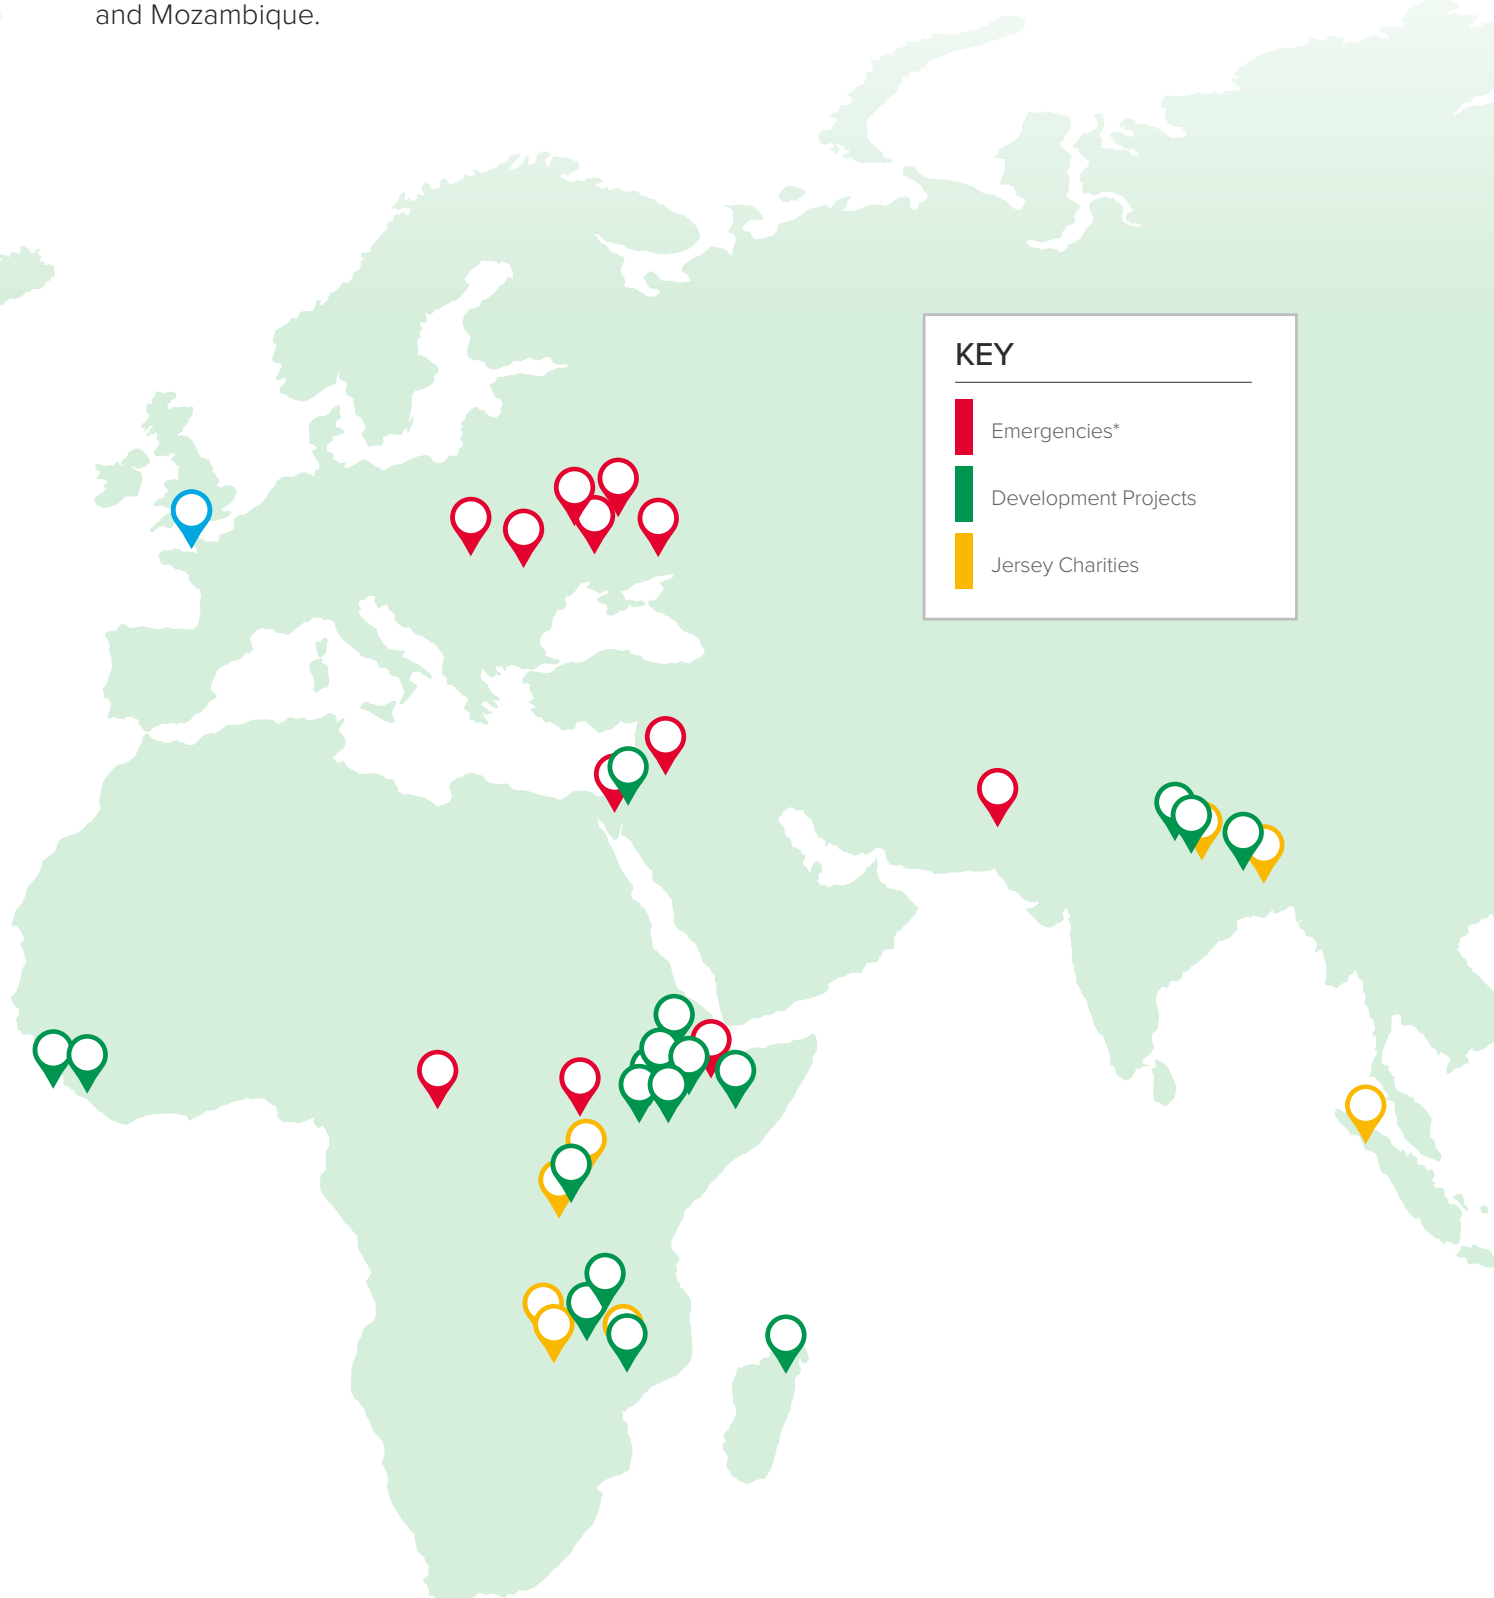 and Mozambique.
KEY
Emergencies*
Development Projects
Jersey Charities